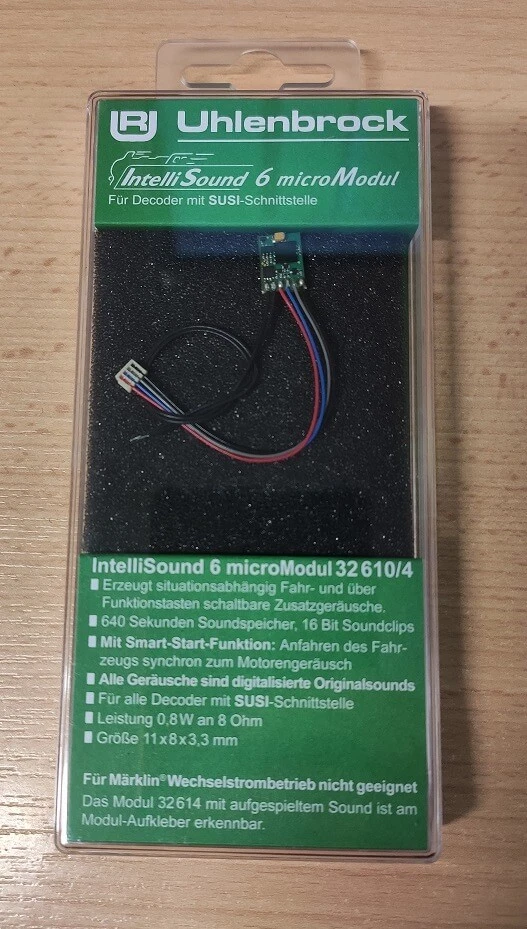 Uhlenbrock
IntelliSound 6 microModul
Für Decoder mit SUSI-Schnittstelle
IntelliSound 6 microModul 32 610/4
Erzeugt situationsabhängig Fahr- und über
Funktionstasten schaltbare Zusatzgeräusche.
640 Sekunden Soundspeicher, 16 Bit Soundclips
Mit Smart-Start-Funktion: Anfahren des Fahr-
zeugs synchron zum Motorengeräusch
Alle Geräusche sind digitalisierte Originalsounds
Für alle Decoder mit SUSI-Schnittstelle
Leistung 0,8W an 8 Ohm
Größe 11x8x3,3 mm
Für Märklin® Wechselstrombetrieb nicht geeignet
Das Modul 32614 mit aufgespieltem Sound ist am
Modul-Aufkleber erkennbar.